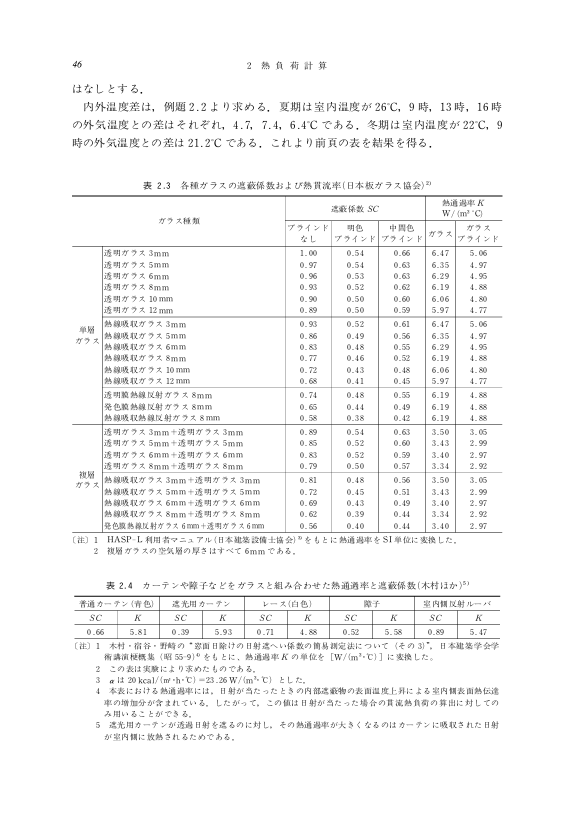 46
2 熱負荷計算
はなしとする．
内外温度差は，例題2.2より求める．夏期は室内温度が26℃，9時，13時，16時
の外気温度との差はそれぞれ，4.7，7.4，6.4℃である．冬期は室内温度が22℃，9
時の外気温度との差は21.2℃である．これより前頁の表を結果を得る．
表 2.3 各種ガラスの遮蔽係数および熱貫流率(日本板ガラス協会)2)
ガラス種類 遮蔽係数 SC 熱通過率 K W/(m²℃)
ブラインドなし 明色ブラインド 中間色ブラインド ガラス ガラスブラインド
単層ガラス
透明ガラス 3mm 1.00 0.54 0.66 6.47 5.06
透明ガラス 5mm 0.97 0.54 0.63 6.35 4.97
透明ガラス 6mm 0.96 0.53 0.63 6.29 4.95
透明ガラス 8mm 0.93 0.52 0.62 6.19 4.88
透明ガラス 10mm 0.90 0.50 0.60 6.06 4.80
透明ガラス 12mm 0.89 0.50 0.59 5.97 4.77
熱線吸収ガラス 3mm 0.93 0.52 0.61 6.47 5.06
熱線吸収ガラス 5mm 0.86 0.49 0.56 6.35 4.97
熱線吸収ガラス 6mm 0.83 0.48 0.55 6.29 4.95
熱線吸収ガラス 8mm 0.77 0.46 0.52 6.19 4.88
熱線吸収ガラス 10mm 0.72 0.43 0.48 6.06 4.80
熱線吸収ガラス 12mm 0.68 0.41 0.45 5.97 4.77
透明膜熱線反射ガラス 8mm 0.74 0.48 0.55 6.19 4.88
発色膜熱線反射ガラス 8mm 0.65 0.44 0.49 6.19 4.88
熱線吸収熱線反射ガラス 8mm 0.58 0.38 0.42 6.19 4.88
複層ガラス
透明ガラス 3mm＋透明ガラス 3mm 0.89 0.54 0.63 3.50 3.05
透明ガラス 5mm＋透明ガラス 5mm 0.85 0.52 0.60 3.43 2.99
透明ガラス 6mm＋透明ガラス 6mm 0.83 0.52 0.59 3.40 2.97
透明ガラス 8mm＋透明ガラス 8mm 0.79 0.50 0.57 3.34 2.92
熱線吸収ガラス 3mm＋透明ガラス 3mm 0.81 0.48 0.56 3.50 3.05
熱線吸収ガラス 5mm＋透明ガラス 5mm 0.72 0.45 0.51 3.43 2.99
熱線吸収ガラス 6mm＋透明ガラス 6mm 0.69 0.43 0.49 3.40 2.97
熱線吸収ガラス 8mm＋透明ガラス 8mm 0.62 0.39 0.44 3.34 2.92
発色膜熱線反射ガラス 6mm＋透明ガラス 6mm 0.56 0.40 0.44 3.40 2.97
〔注〕1 HASP-L利用者マニュアル(日本建築設備士協会)3)をもとに熱通過率をSI単位に変換した．
2 複層ガラスの空気層の厚さはすべて6mmである．
表 2.4 カーテンや障子などをガラスと組み合わせた熱通過率と遮蔽係数(木村ほか)5)
普通カーテン(青色) 遮光用カーテン レース(白色) 障子 室内側反射ルーバ
SC K SC K SC K SC K SC K
0.66 5.81 0.39 5.93 0.71 4.88 0.52 5.58 0.89 5.47
〔注〕1 木村・宿谷・野崎の“窓面日除けの日射遮へい係数の簡易測定法について（その3）”，日本建築学会学
術講演梗概集（昭55-9)4)をもとに，熱通過率Kの単位を［W/(m²·℃)］に変換した。
2 この表は実験により求めたものである．
3 αは20kcal/(㎡·h·℃)=23.26W/(m²·℃) とした．
4 本表における熱通過率には，日射が当たったときの内部遮蔽物の表面温度上昇による室内側表面熱伝達
率の増加分が含まれている．したがって，この値は日射が当たった場合の貫流熱負荷の算出に対しての
み用いることができる．
5 遮光用カーテンが透過日射を遮るのに対し，その熱通過率が大きくなるのはカーテンに吸収された日射
が室内側に放熱されるためである．